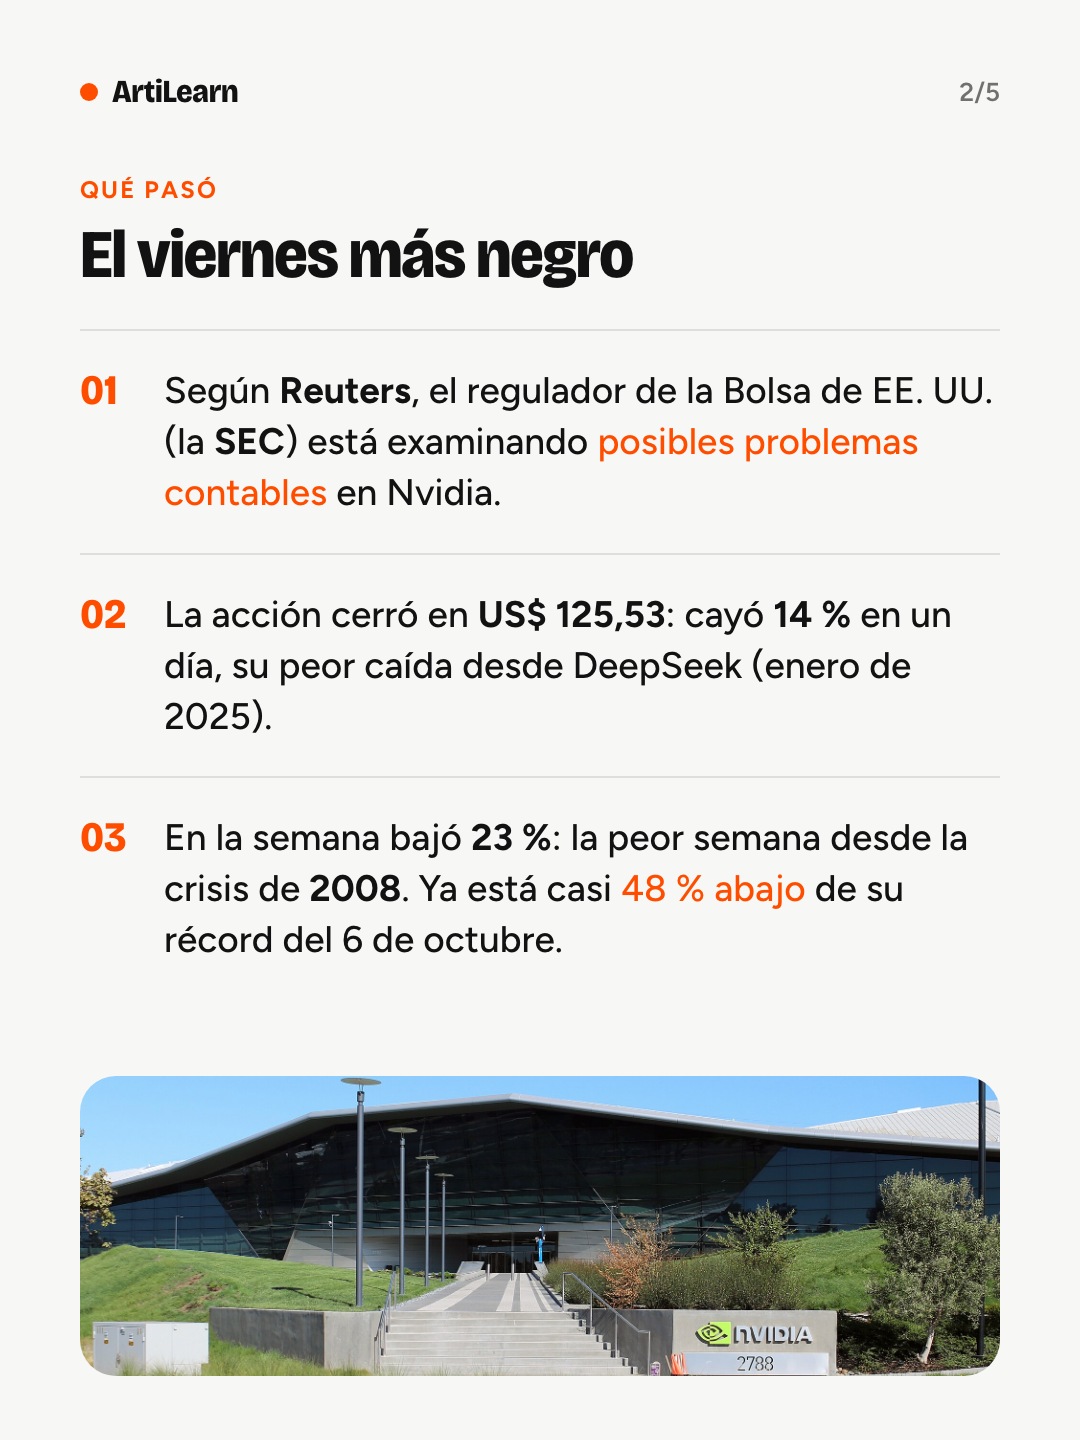 ArtiLearn
2/5
QUÉ PASÓ
El viernes más negro
01
Según Reuters, el regulador de la Bolsa de EE. UU.
(la SEC) está examinando posibles problemas
contables en Nvidia.
02
La acción cerró en US$ 125,53: cayó 14 % en un
día, su peor caída desde DeepSeek (enero de
2025).
03
En la semana bajó 23 %: la peor semana desde la
crisis de 2008. Ya está casi 48 % abajo de su
récord del 6 de octubre.
NVIDIA
2788